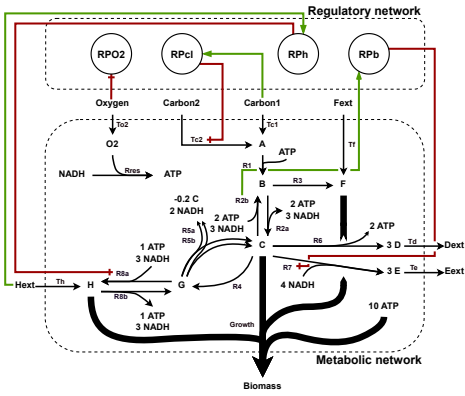 Regulatory network
RPO2
RPcl
RPh
RPb
Oxygen
Carbon2
Carbon1
Fext
To2
Tc1
O2
Tc2
A
Tf
ATP
NADH
Rres
ATP
R1
B
R3
F
-0.2 C
2 NADH
R2b
2 ATP
3 NADH
R5a
R5b
2 ATP
3 NADH
R2a
2 ATP
C
R6
3 D
Td
Dext
1 ATP
3 NADH
R8a
R7
3 E
Te
Eext
Hext
Th
H
G
R4
4 NADH
R8b
1 ATP
3 NADH
10 ATP
Growth
Metabolic network
Biomass